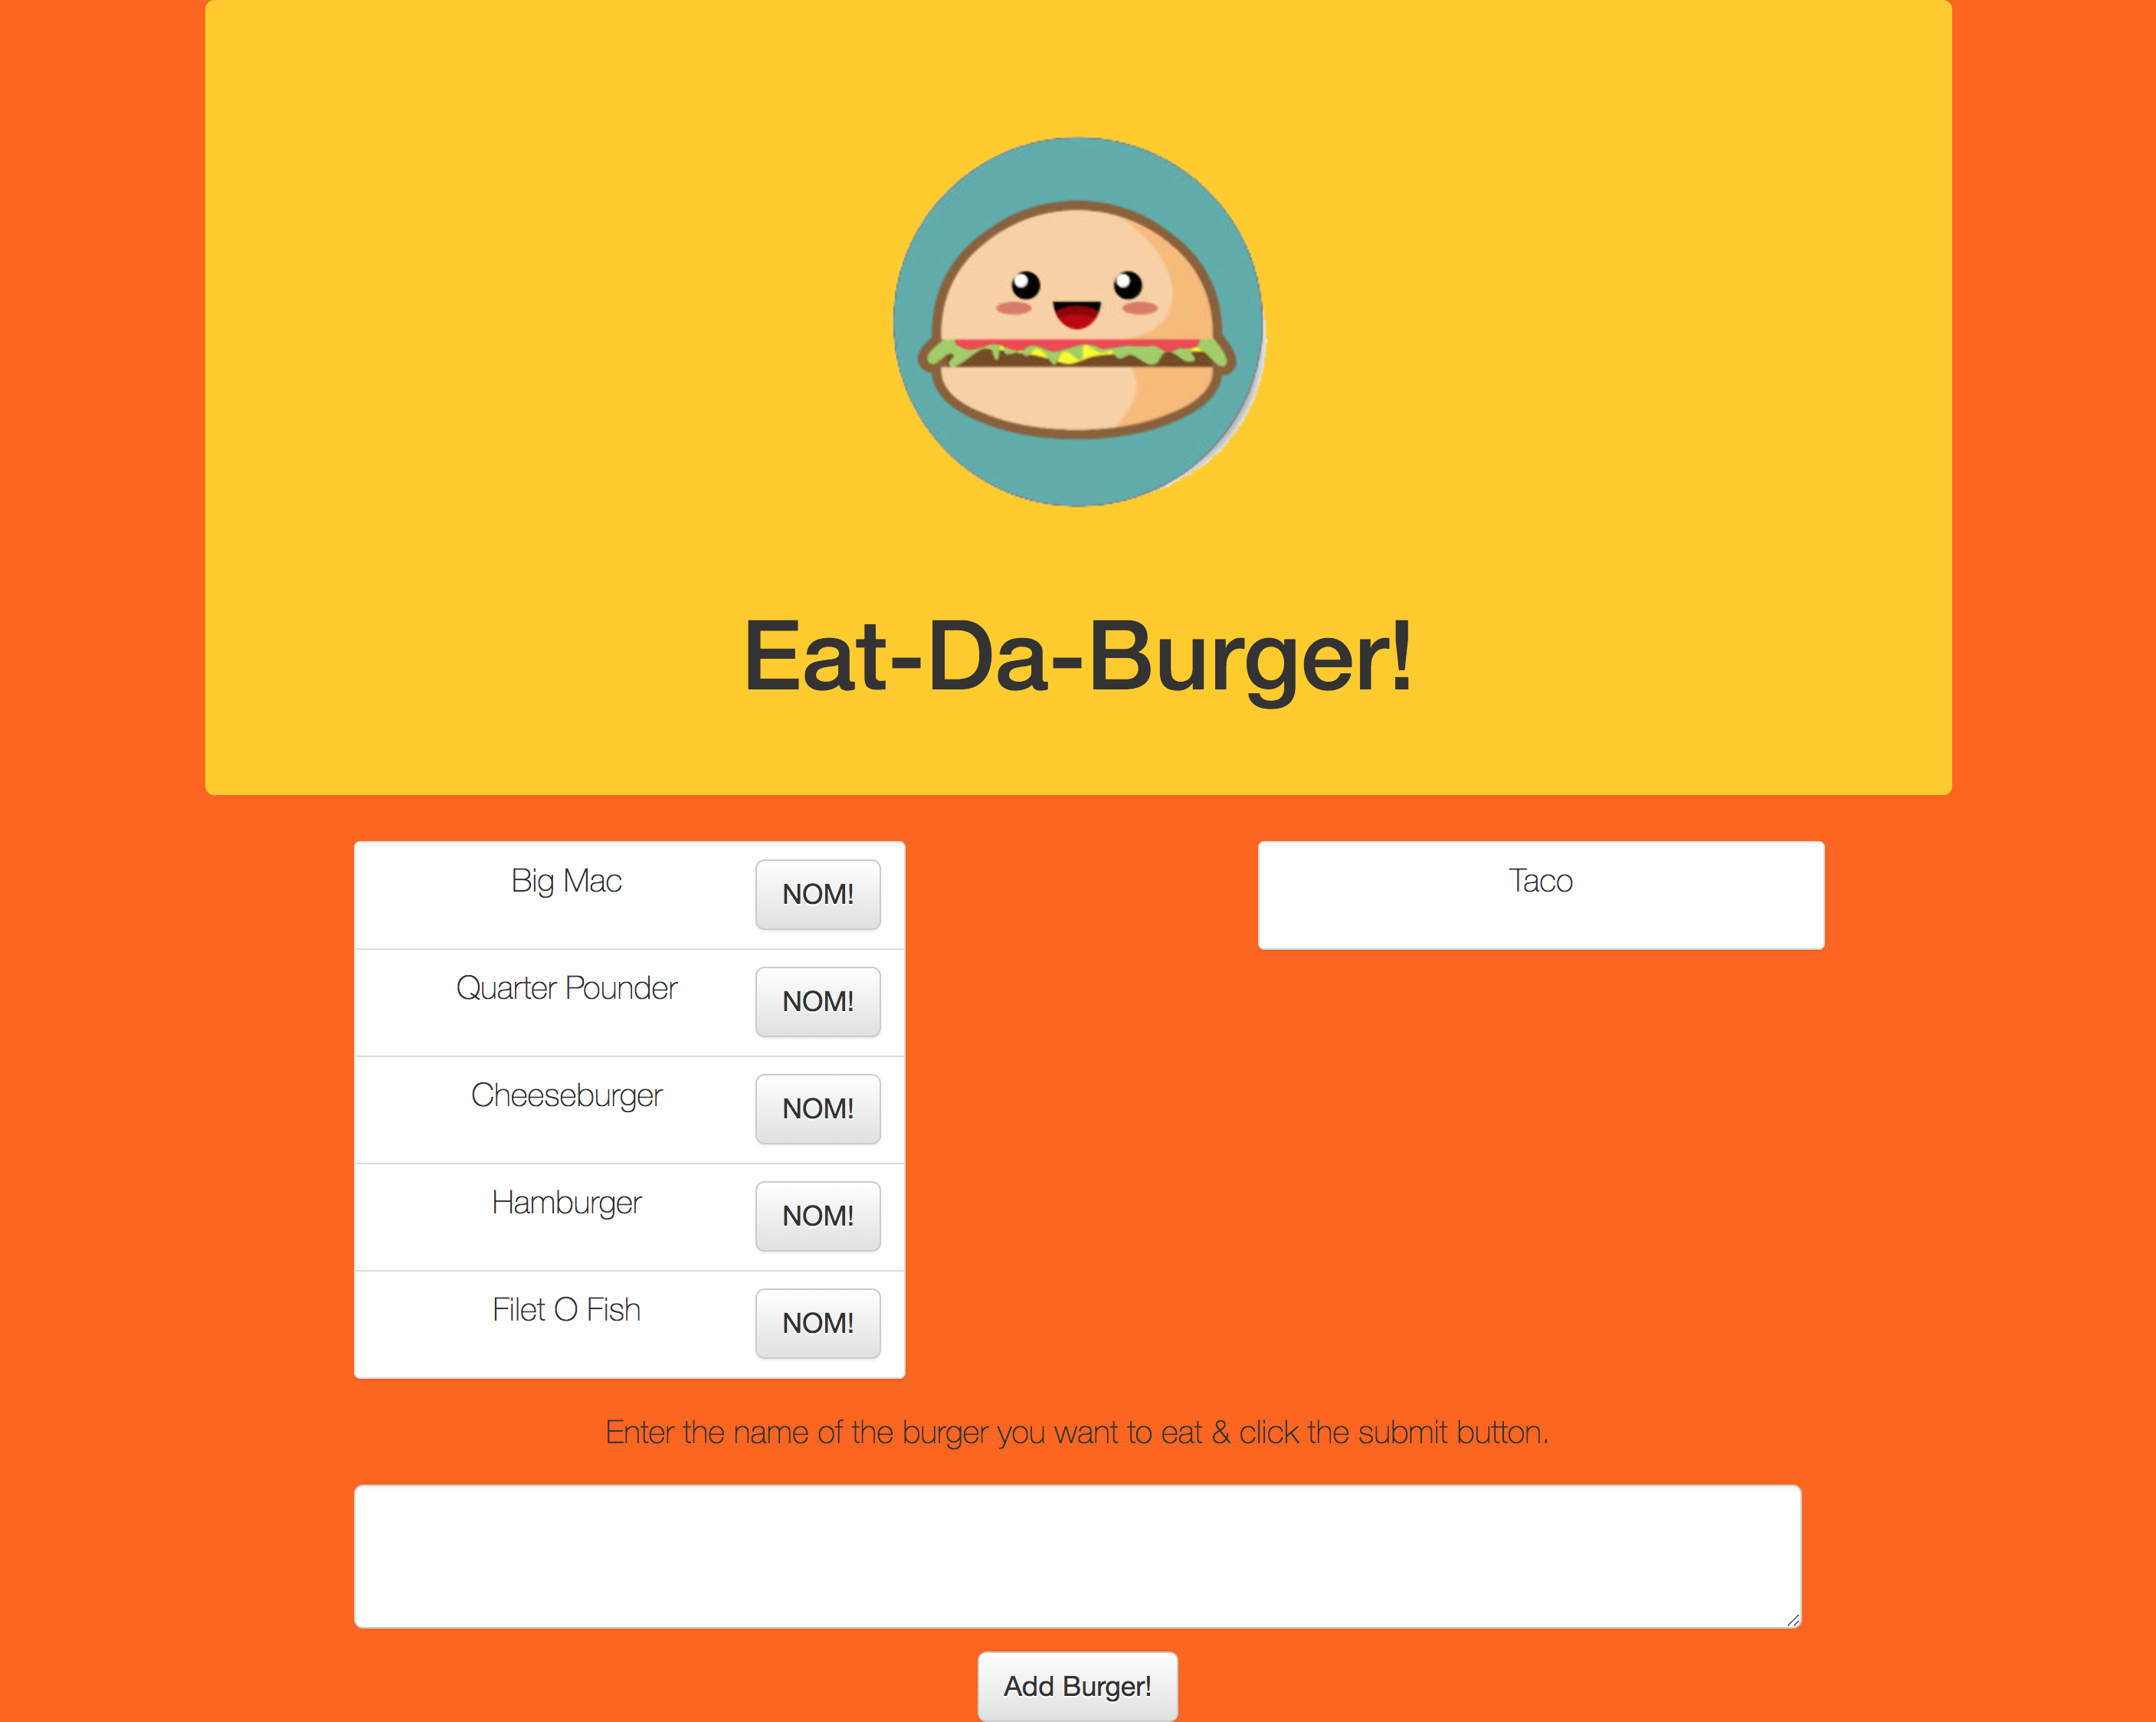 Eat-Da-Burger!
Big Mac
NOM!
Quarter Pounder
NOM!
Cheeseburger
NOM!
Hamburger
NOM!
Filet O Fish
NOM!
Taco
Enter the name of the burger you want to eat & click the submit button.
Add Burger!